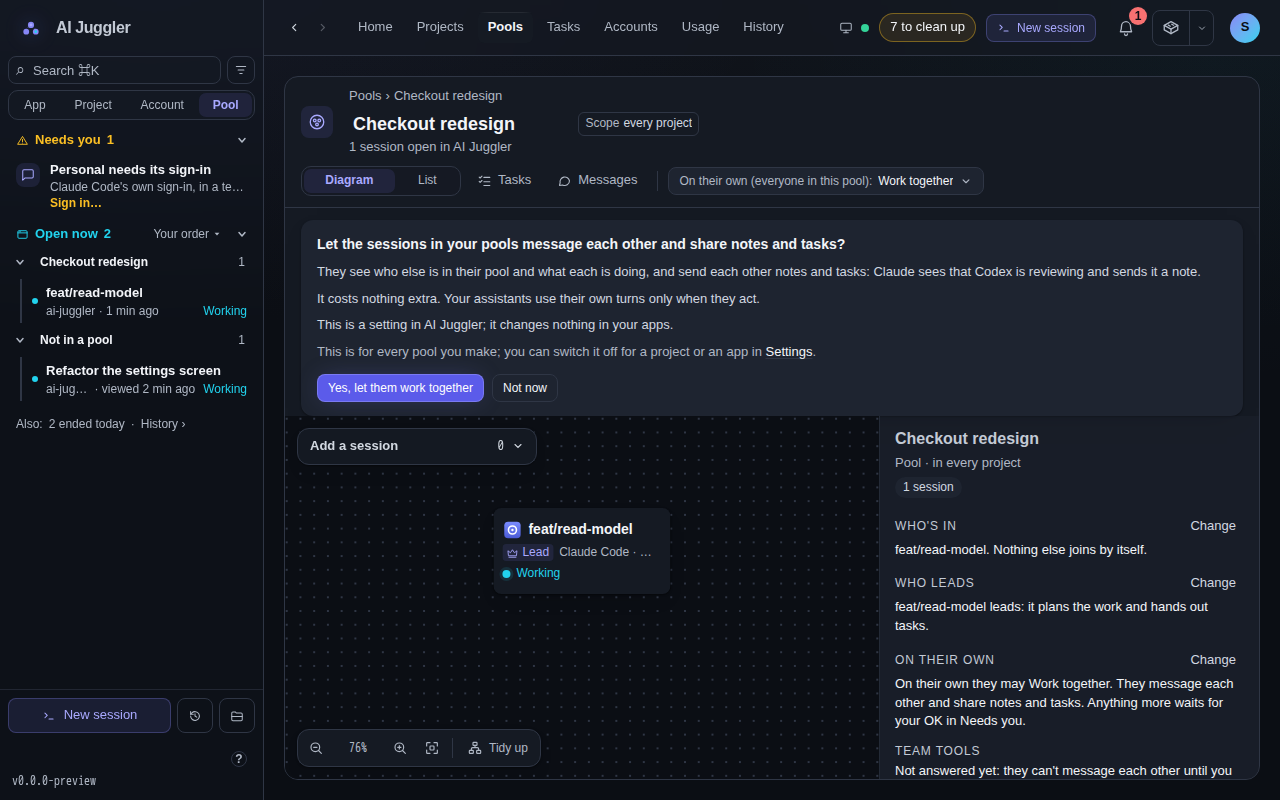 AI Juggler
Search ⌘K
App Project Account Pool
Needs you 1
Personal needs its sign-in
Claude Code's own sign-in, in a te…
Sign in…
Open now 2 Your order
Checkout redesign 1
feat/read-model
ai-juggler · 1 min ago Working
Not in a pool 1
Refactor the settings screen
ai-jug… · viewed 2 min ago Working
Also: 2 ended today · History ›
New session
?
v0.0.0-preview
Home Projects Pools Tasks Accounts Usage History
7 to clean up
New session
1
S
Pools › Checkout redesign
Checkout redesign
Scope every project
1 session open in AI Juggler
Diagram List Tasks Messages
On their own (everyone in this pool): Work together
Let the sessions in your pools message each other and share notes and tasks?
They see who else is in their pool and what each is doing, and send each other notes and tasks: Claude sees that Codex is reviewing and sends it a note.
It costs nothing extra. Your assistants use their own turns only when they act.
This is a setting in AI Juggler; it changes nothing in your apps.
This is for every pool you make; you can switch it off for a project or an app in Settings.
Yes, let them work together Not now
Add a session 0
feat/read-model
Lead Claude Code · …
Working
76%
Tidy up
Checkout redesign
Pool · in every project
1 session
WHO'S IN Change
feat/read-model. Nothing else joins by itself.
WHO LEADS Change
feat/read-model leads: it plans the work and hands out
tasks.
ON THEIR OWN Change
On their own they may Work together. They message each
other and share notes and tasks. Anything more waits for
your OK in Needs you.
TEAM TOOLS
Not answered yet: they can't message each other until you